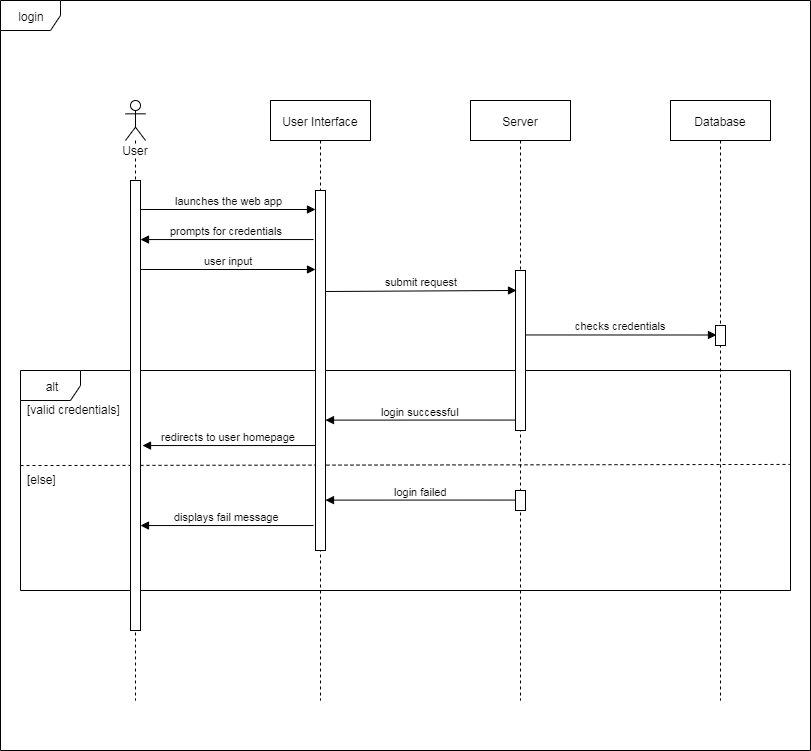 login
User
User Interface
Server
Database
launches the web app
prompts for credentials
user input
submit request
checks credentials
alt
[valid credentials]
login successful
redirects to user homepage
[else]
login failed
displays fail message